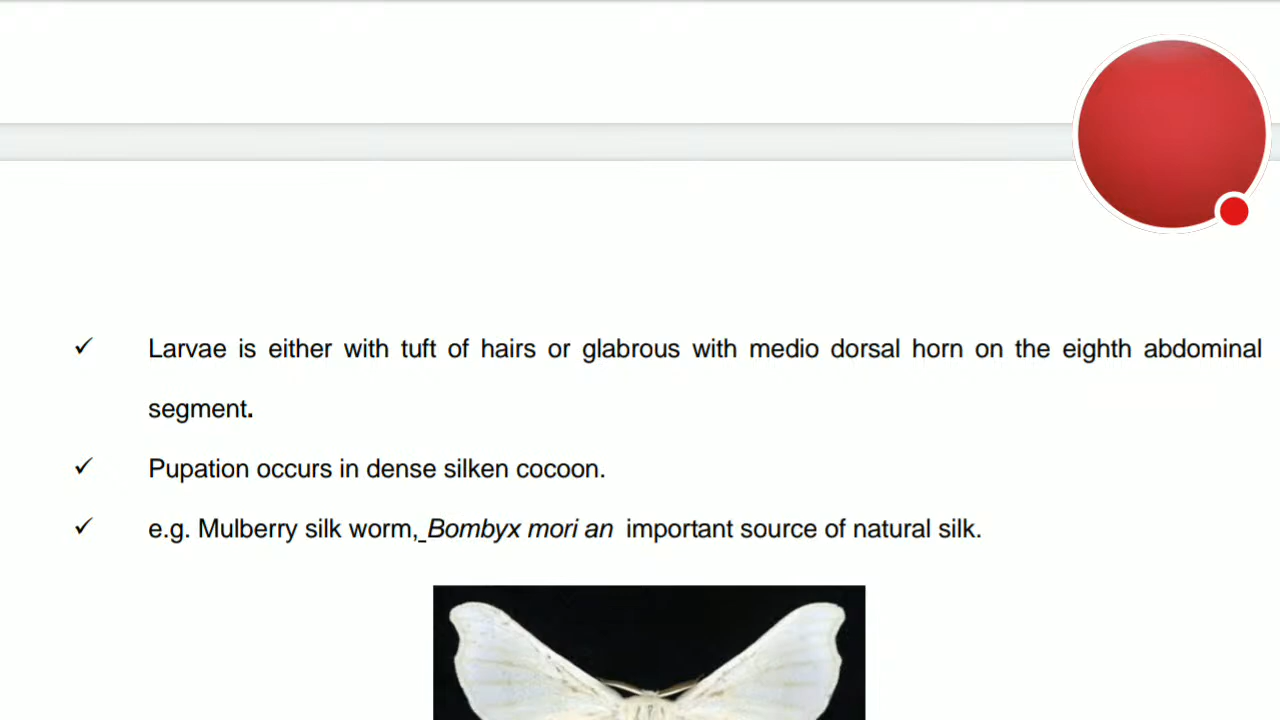 ✓ Larvae is either with tuft of hairs or glabrous with medio dorsal horn on the eighth abdominal
segment.
✓ Pupation occurs in dense silken cocoon.
✓ e.g. Mulberry silk worm, Bombyx mori an important source of natural silk.